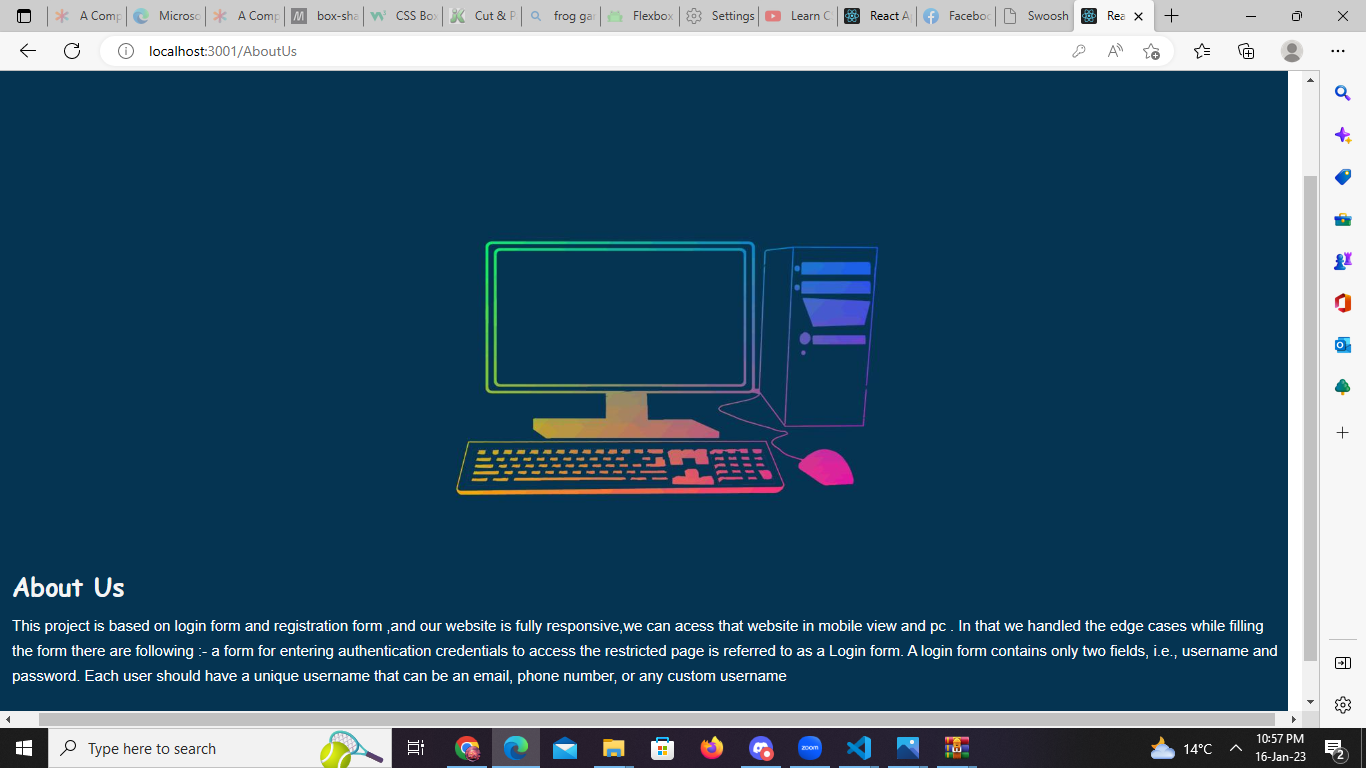 A Comp
Microso
A Comp
box-sha
CSS Box
Cut & P
frog gar
Flexbox
Settings
Learn C
React A
Faceboo
Swoosh
Rea
localhost:3001/AboutUs
About Us
This project is based on login form and registration form ,and our website is fully responsive,we can acess that website in mobile view and pc . In that we handled the edge cases while filling
the form there are following :- a form for entering authentication credentials to access the restricted page is referred to as a Login form. A login form contains only two fields, i.e., username and
password. Each user should have a unique username that can be an email, phone number, or any custom username
Type here to search
zoom
14°C
10:57 PM
16-Jan-23
2